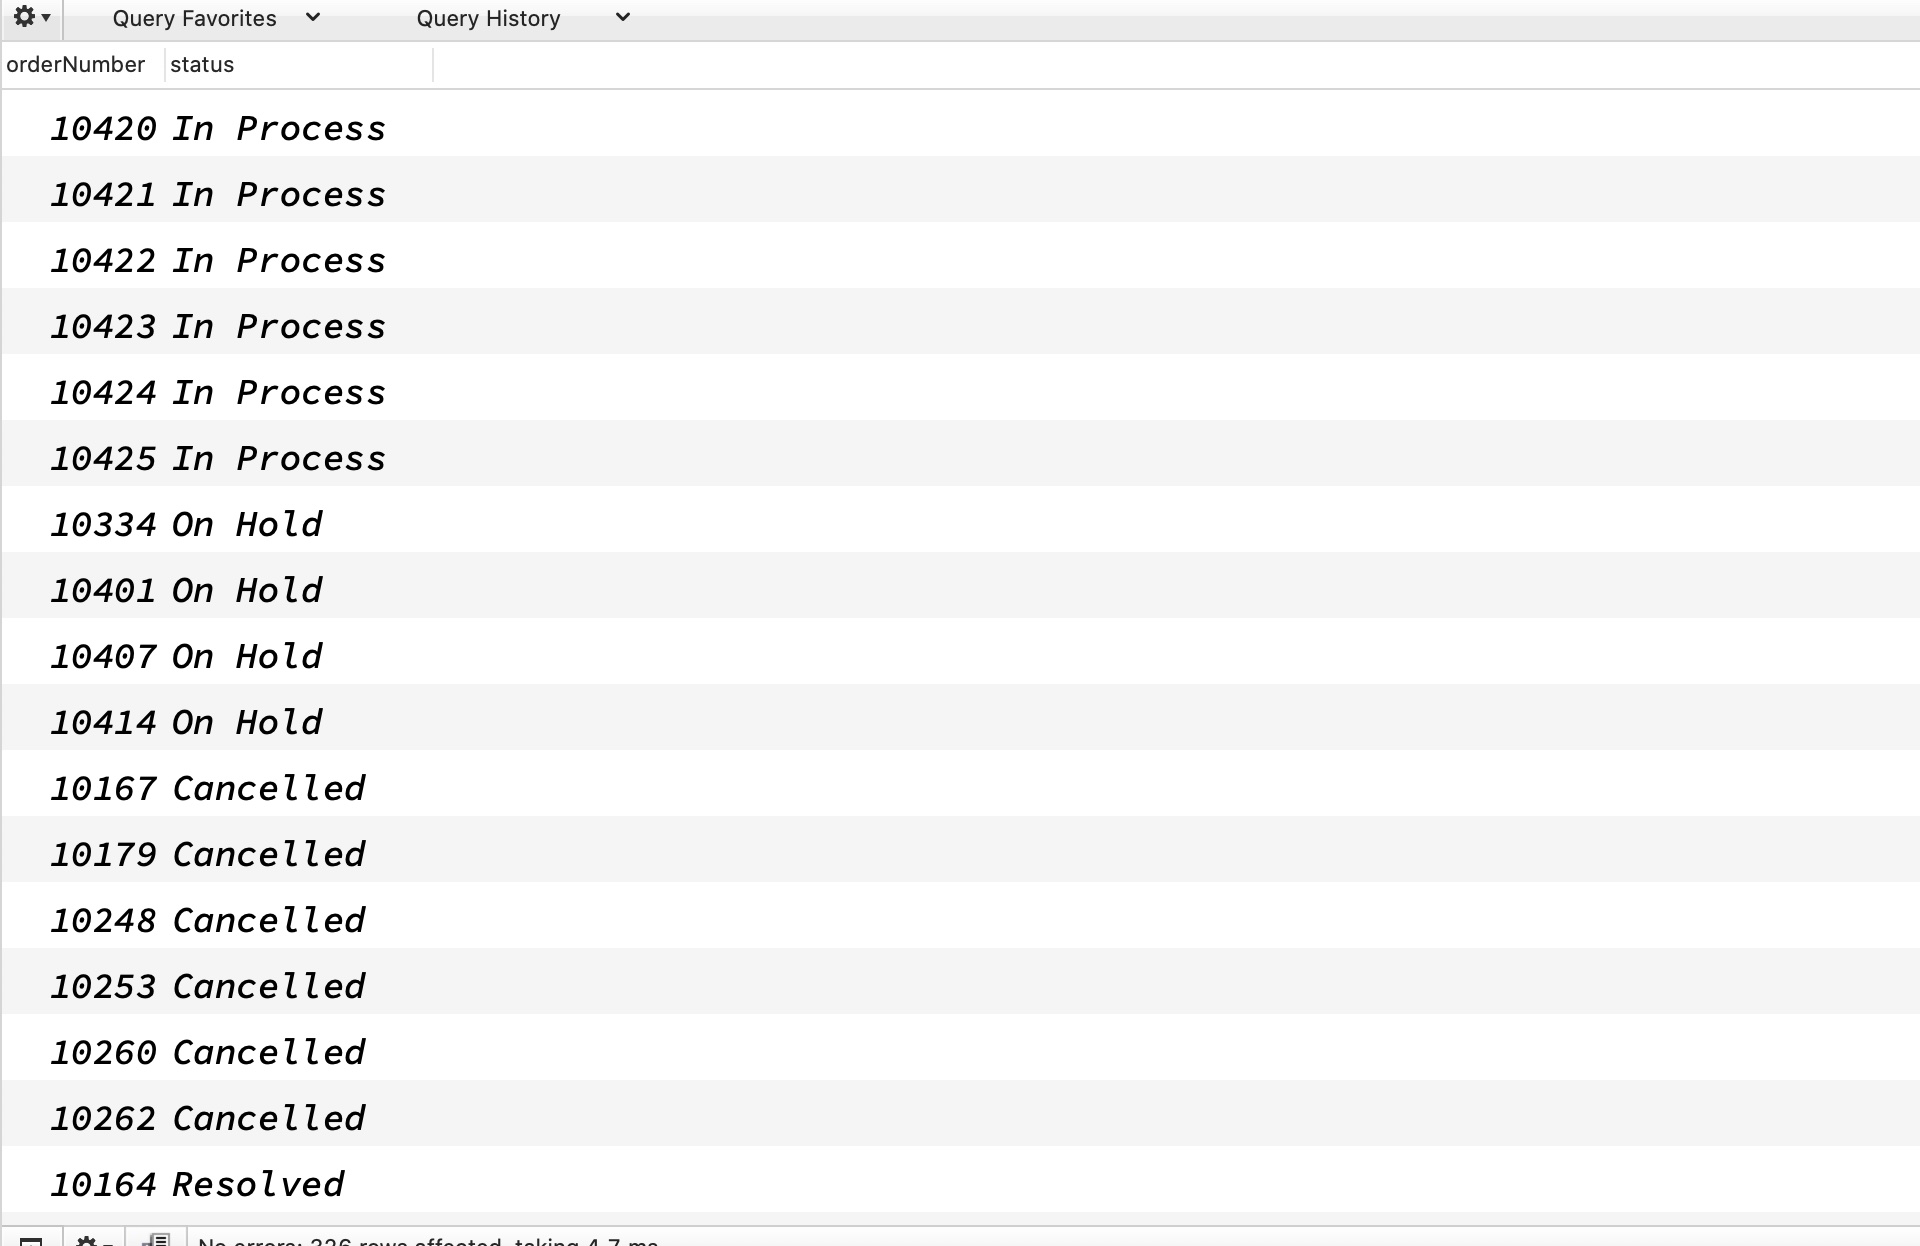 Query Favorites Query History
orderNumber status
10420 In Process
10421 In Process
10422 In Process
10423 In Process
10424 In Process
10425 In Process
10334 On Hold
10401 On Hold
10407 On Hold
10414 On Hold
10167 Cancelled
10179 Cancelled
10248 Cancelled
10253 Cancelled
10260 Cancelled
10262 Cancelled
10164 Resolved
No errors; 326 rows affected, taking 4.7 ms